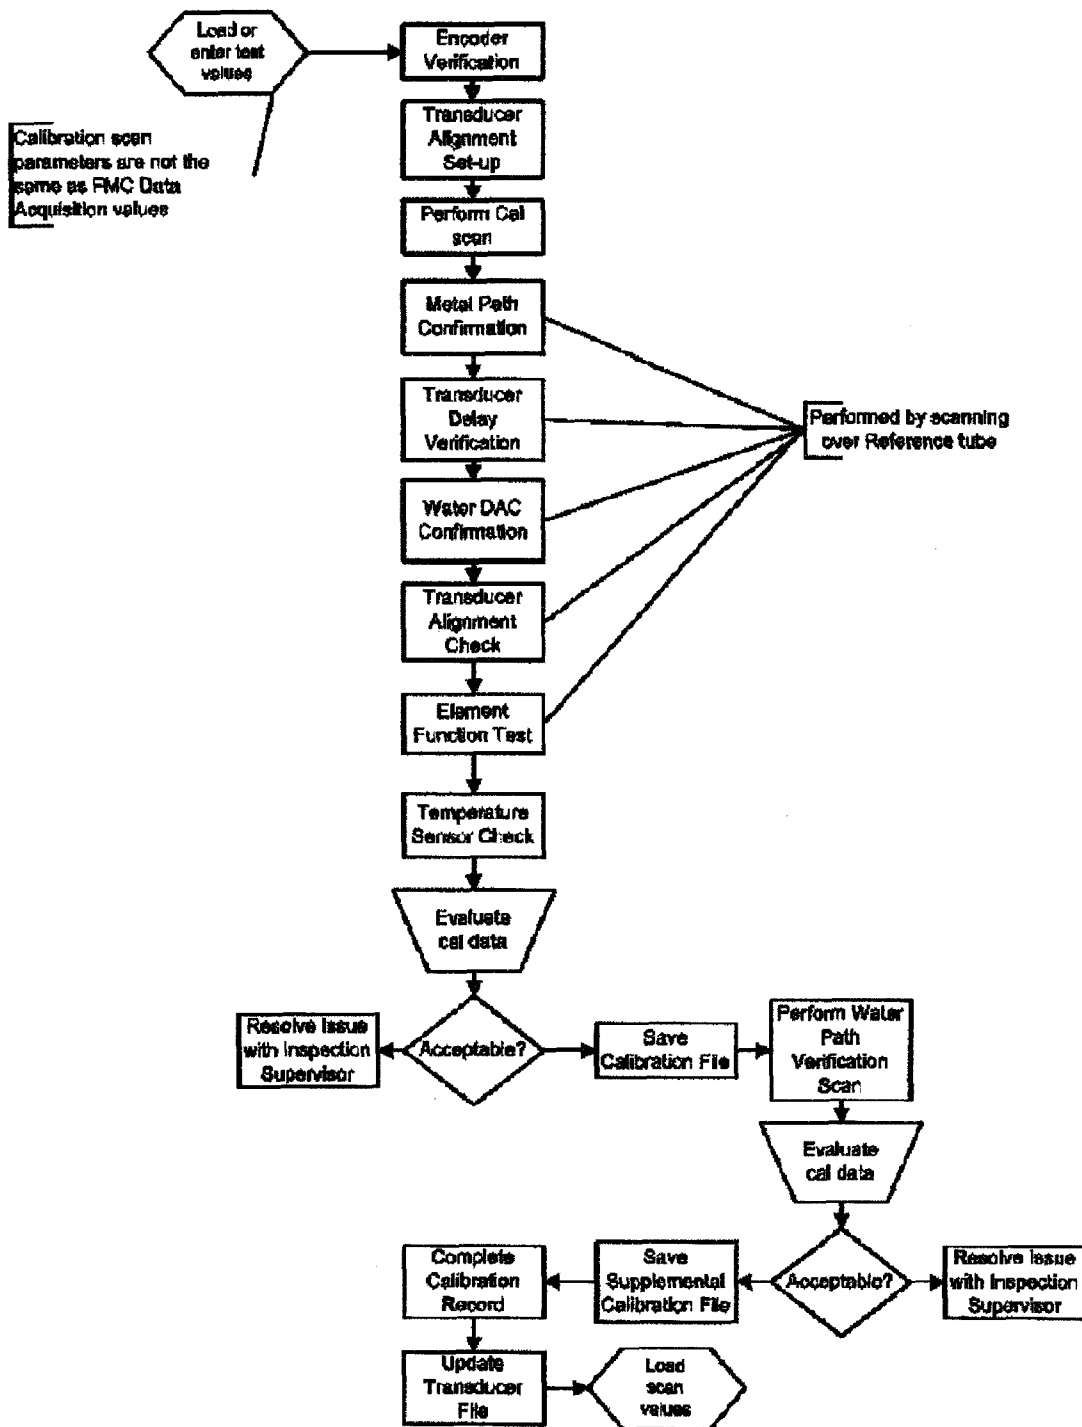 Load or
enter test
values
Encoder
Verification
Calibration scan
parameters are not the
same as FMC Data
Acquisition values
Transducer
Alignment
Set-up
Perform Cal
scan
Metal Path
Confirmation
Transducer
Delay
Verification
Performed by scanning
over Reference tube
Water DAC
Confirmation
Transducer
Alignment
Check
Element
Function Test
Temperature
Sensor Check
Evaluate
cal data
Resolve Issue
with Inspection
Supervisor
Acceptable?
Save
Calibration File
Perform Water
Path
Verification
Scan
Evaluate
cal data
Complete
Calibration
Record
Save
Supplemental
Calibration File
Acceptable?
Resolve Issue
with Inspection
Supervisor
Update
Transducer
File
Load
scan
values